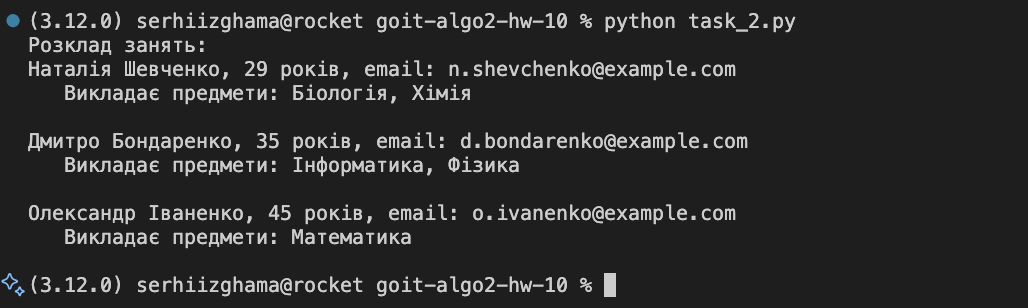 (3.12.0) serhiizghama@rocket goit-algo2-hw-10 % python task_2.py
Розклад занять:
Наталія Шевченко, 29 років, email: n.shevchenko@example.com
Викладає предмети: Біологія, Хімія
Дмитро Бондаренко, 35 років, email: d.bondarenko@example.com
Викладає предмети: Інформатика, Фізика
Олександр Іваненко, 45 років, email: o.ivanenko@example.com
Викладає предмети: Математика
(3.12.0) serhiizghama@rocket goit-algo2-hw-10 %